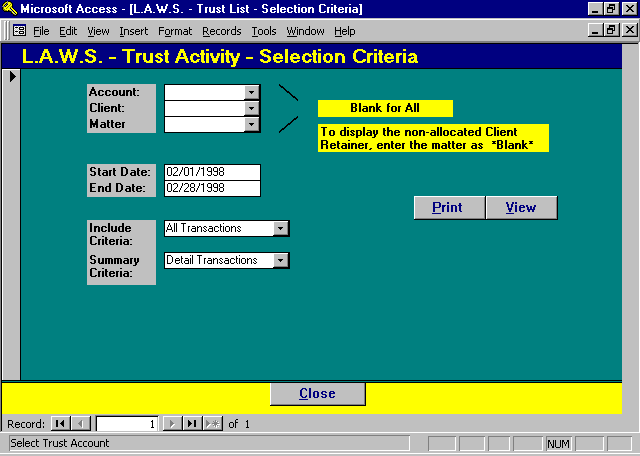 Microsoft Access - [L.A.W.S. - Trust List - Selection Criteria]
File Edit View Insert Format Records Tools Window Help
L.A.W.S. - Trust Activity - Selection Criteria
Account:
Client:
Matter
Blank for All
To display the non-allocated Client
Retainer, enter the matter as *Blank*
Start Date: 02/01/1998
End Date: 02/28/1998
Print View
Include
Criteria:
All Transactions
Summary
Criteria:
Detail Transactions
Close
Record: 1 of 1
Select Trust Account NUM